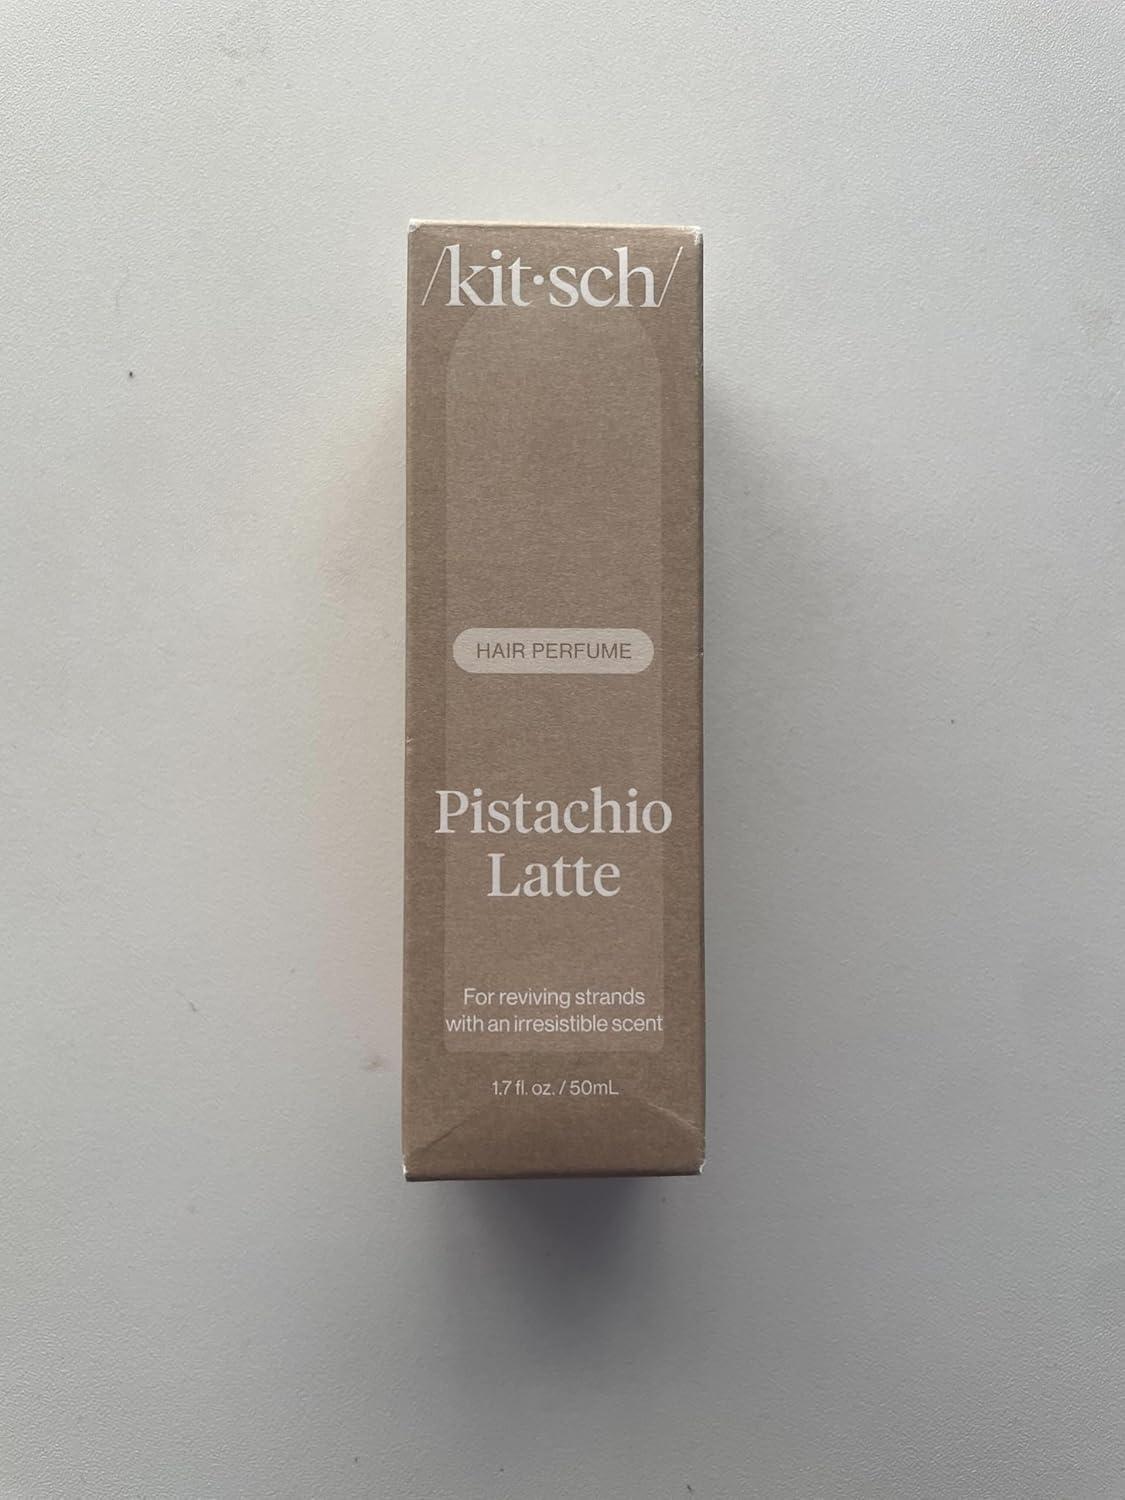 /kit·sch/
HAIR PERFUME
Pistachio
Latte
For reviving strands
with an irresistible scent
1.7 fl. oz. / 50mL